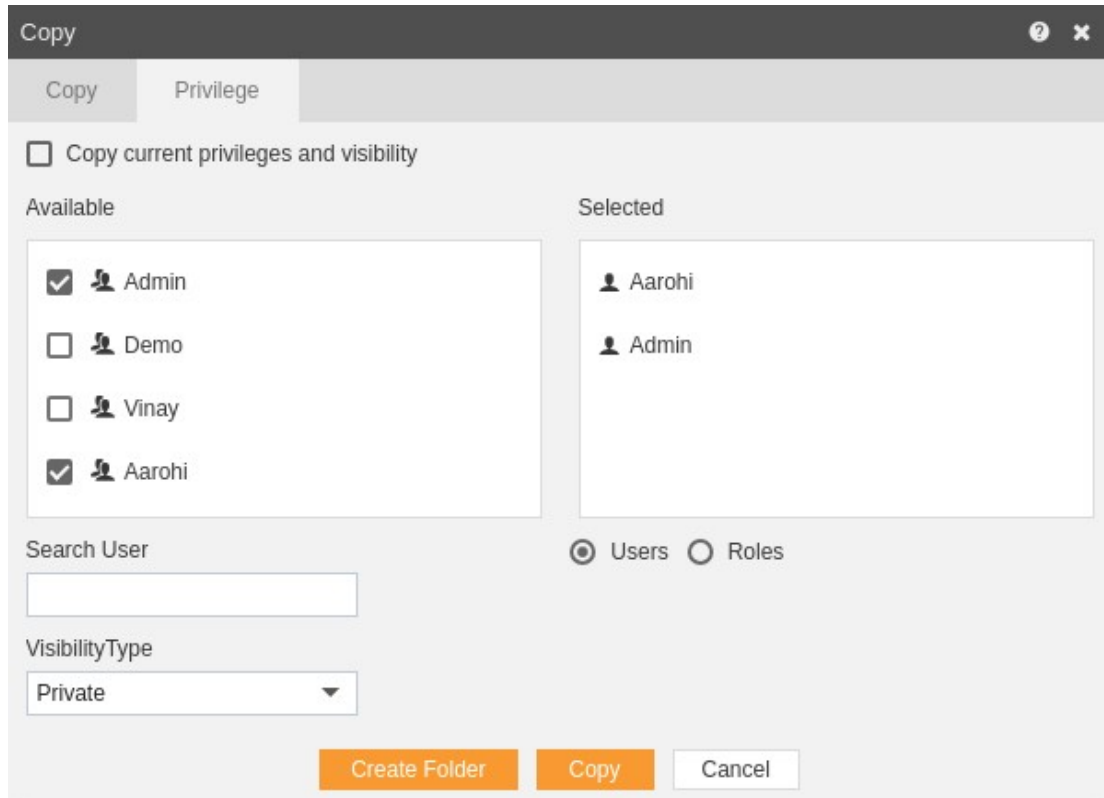 Copy
Copy Privilege
Copy current privileges and visibility
Available
Selected
Admin
Demo
Vinay
Aarohi
Aarohi
Admin
Search User
Users Roles
VisibilityType
Private
Create Folder Copy Cancel